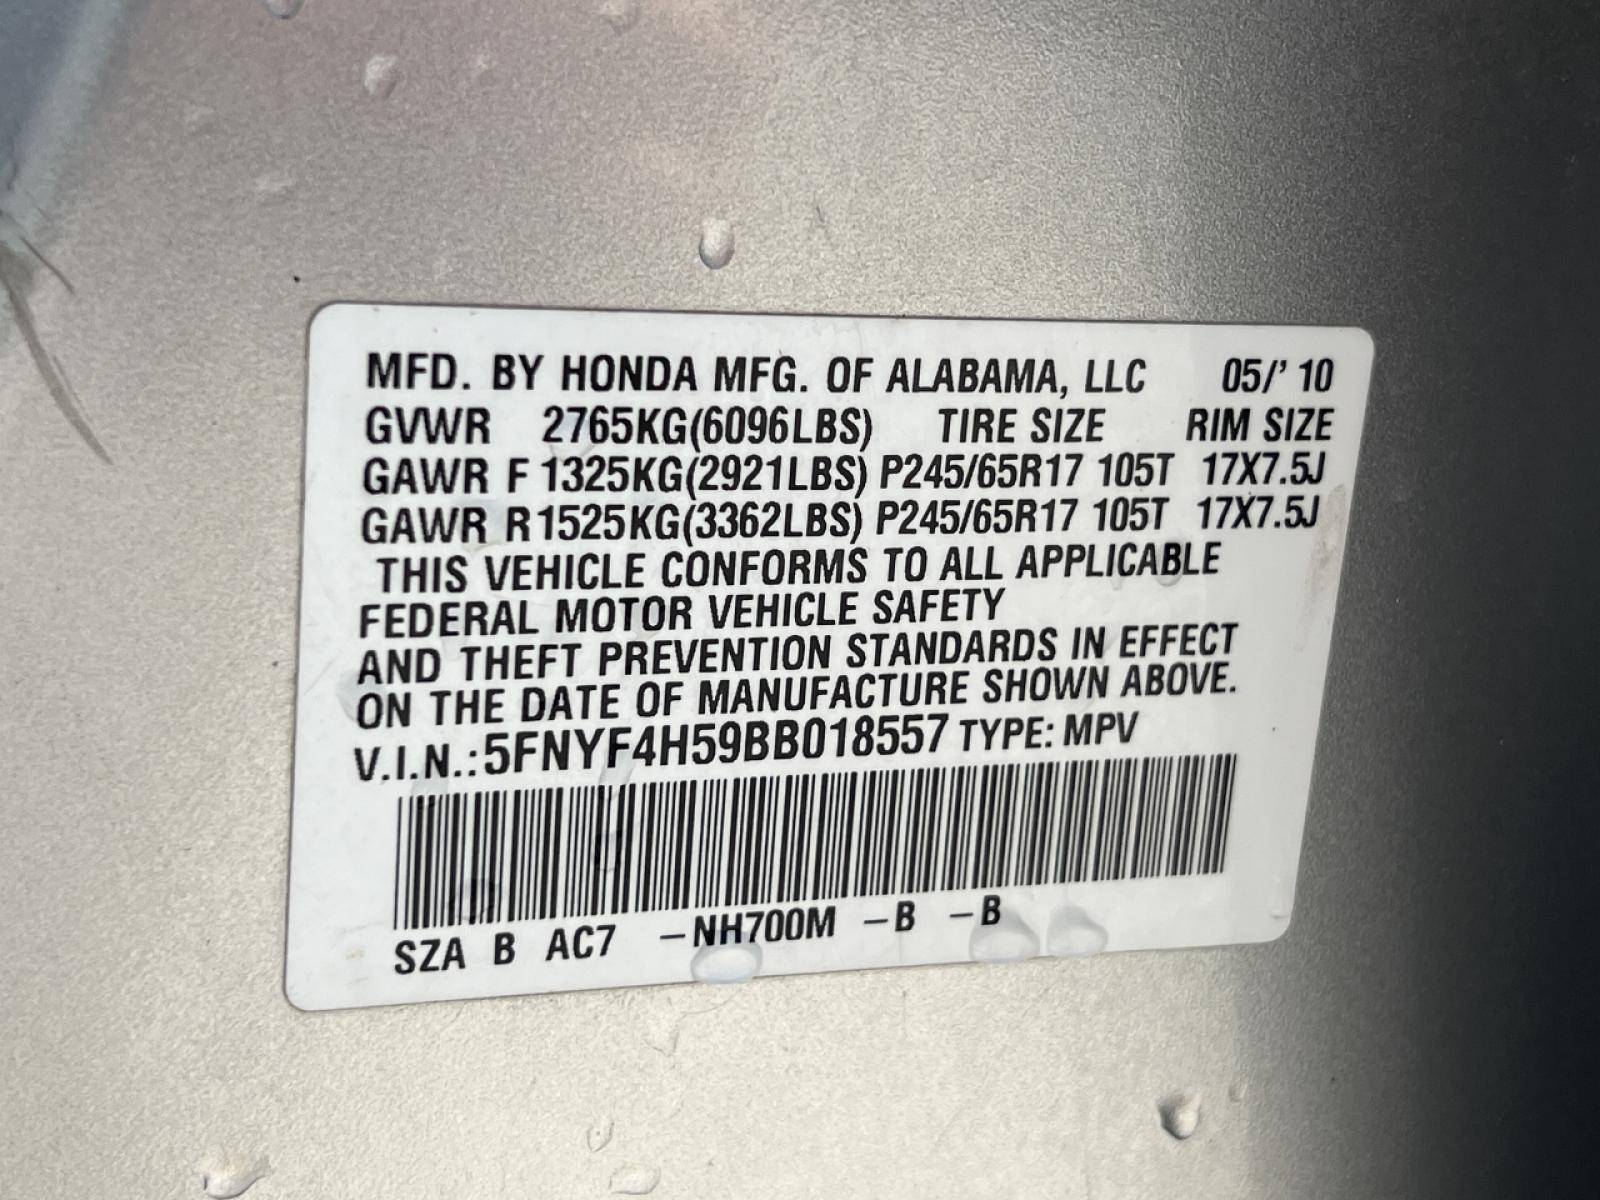 MFD. BY HONDA MFG. OF ALABAMA, LLC 05/' 10
GVWR 2765KG(6096LBS) TIRE SIZE RIM SIZE
GAWR F 1325KG(2921LBS) P245/65R17 105T 17X7.5J
GAWR R 1525KG(3362LBS) P245/65R17 105T 17X7.5J
THIS VEHICLE CONFORMS TO ALL APPLICABLE
FEDERAL MOTOR VEHICLE SAFETY
AND THEFT PREVENTION STANDARDS IN EFFECT
ON THE DATE OF MANUFACTURE SHOWN ABOVE.
V.I.N.:5FNYF4H59BB018557 TYPE: MPV
SZA B AC7 –NH700M –B –B